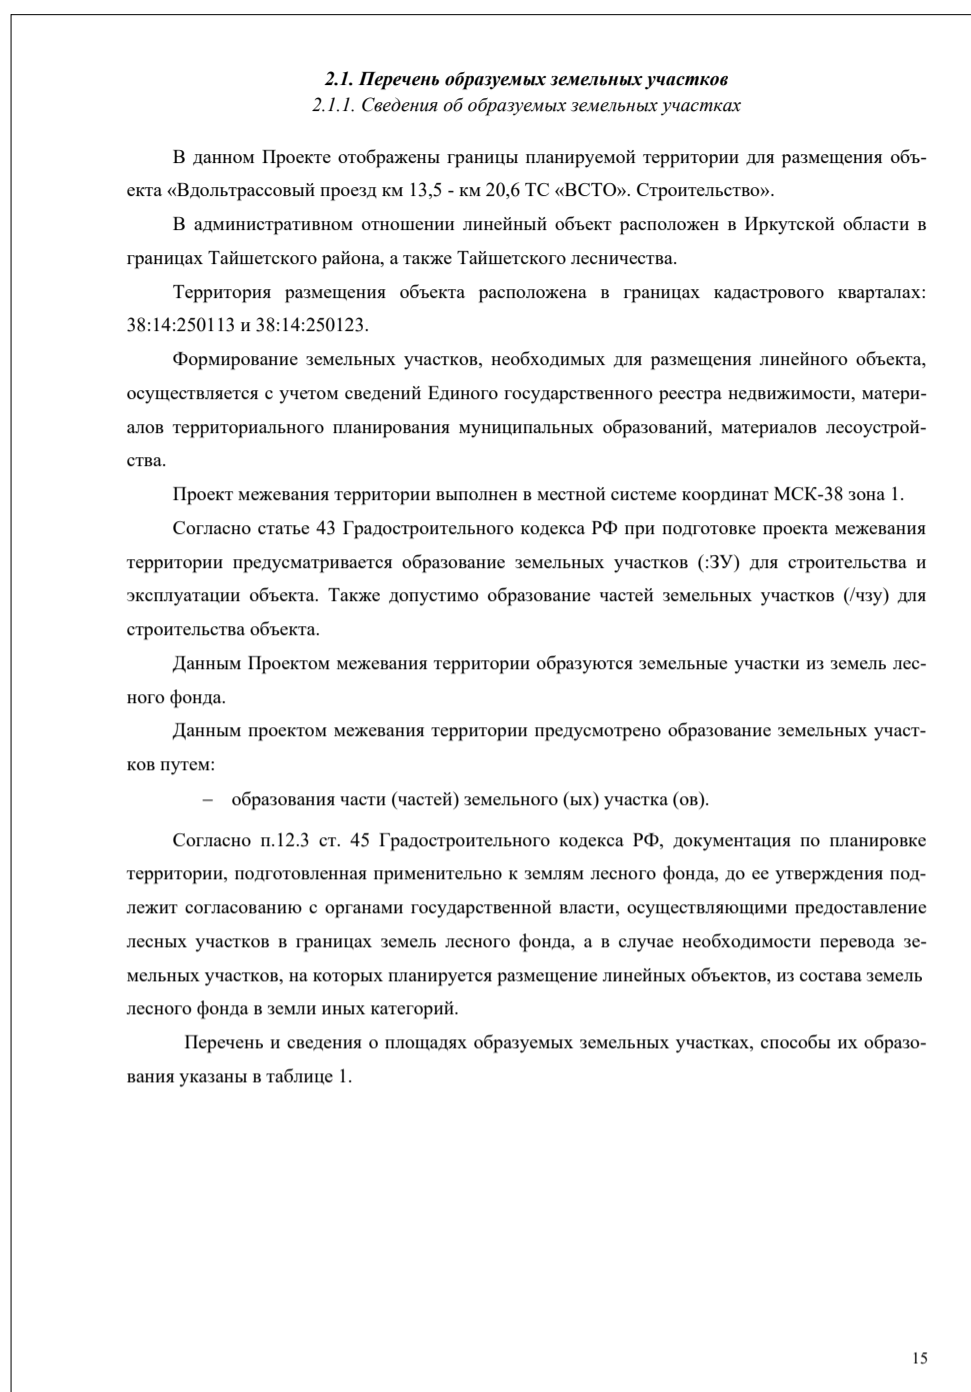 2.1. Перечень образуемых земельных участков
2.1.1. Сведения об образуемых земельных участках
В данном Проекте отображены границы планируемой территории для размещения объ-
екта «Вдольтрассовый проезд км 13,5 - км 20,6 ТС «ВСТО». Строительство».
В административном отношении линейный объект расположен в Иркутской области в
границах Тайшетского района, а также Тайшетского лесничества.
Территория размещения объекта расположена в границах кадастрового кварталах:
38:14:250113 и 38:14:250123.
Формирование земельных участков, необходимых для размещения линейного объекта,
осуществляется с учетом сведений Единого государственного реестра недвижимости, матери-
алов территориального планирования муниципальных образований, материалов лесоустрой-
ства.
Проект межевания территории выполнен в местной системе координат МСК-38 зона 1.
Согласно статье 43 Градостроительного кодекса РФ при подготовке проекта межевания
территории предусматривается образование земельных участков (:ЗУ) для строительства и
эксплуатации объекта. Также допустимо образование частей земельных участков (/чзу) для
строительства объекта.
Данным Проектом межевания территории образуются земельные участки из земель лес-
ного фонда.
Данным проектом межевания территории предусмотрено образование земельных участ-
ков путем:
– образования части (частей) земельного (ых) участка (ов).
Согласно п.12.3 ст. 45 Градостроительного кодекса РФ, документация по планировке
территории, подготовленная применительно к землям лесного фонда, до ее утверждения под-
лежит согласованию с органами государственной власти, осуществляющими предоставление
лесных участков в границах земель лесного фонда, а в случае необходимости перевода зе-
мельных участков, на которых планируется размещение линейных объектов, из состава земель
лесного фонда в земли иных категорий.
Перечень и сведения о площадях образуемых земельных участках, способы их образо-
вания указаны в таблице 1.
15